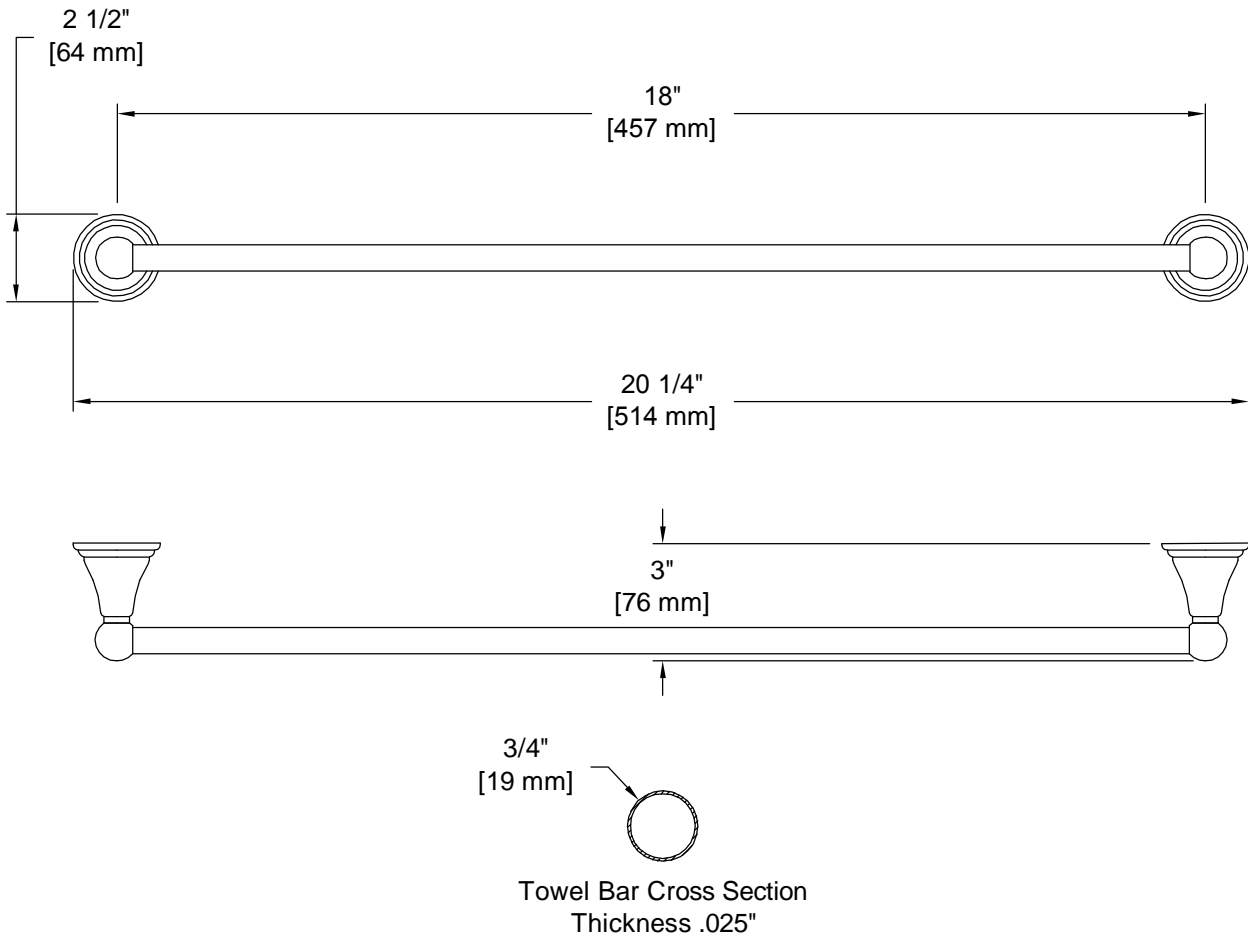 2 1/2"
[64 mm]
18"
[457 mm]
20 1/4"
[514 mm]
3"
[76 mm]
3/4"
[19 mm]
Towel Bar Cross Section
Thickness .025"